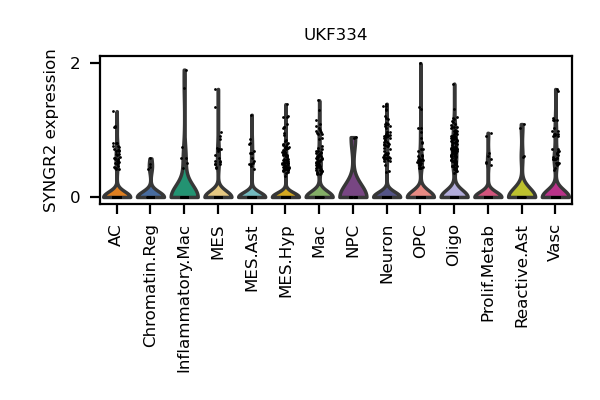 UKF334
SYNGR2 expression
2
0
AC
Chromatin.Reg
Inflammatory.Mac
MES
MES.Ast
MES.Hyp
Mac
NPC
Neuron
OPC
Oligo
Prolif.Metab
Reactive.Ast
Vasc